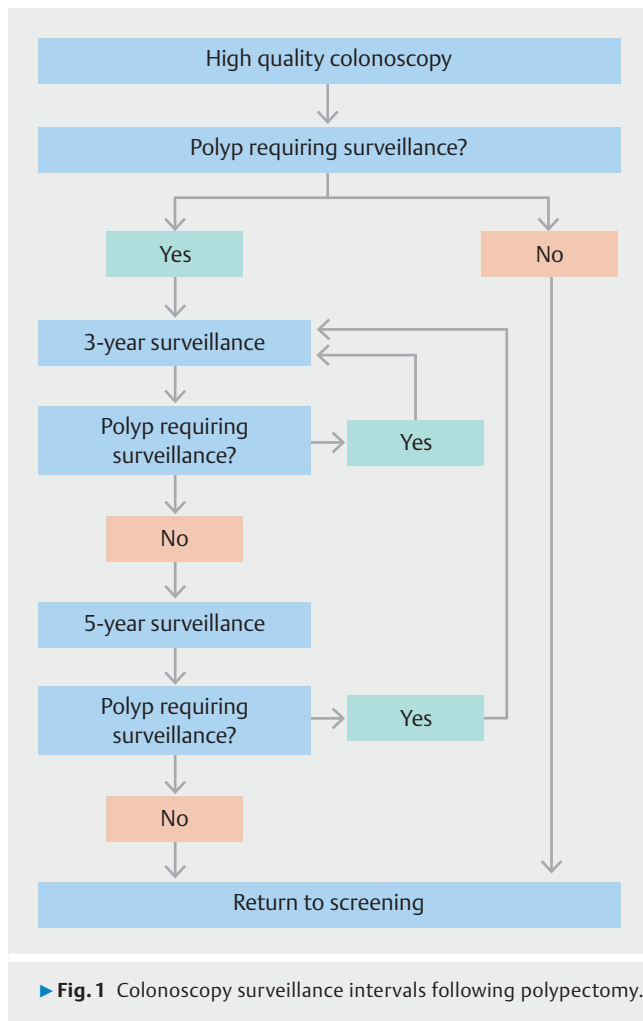 High quality colonoscopy
Polyp requiring surveillance?
Yes
No
3-year surveillance
Polyp requiring
surveillance?
Yes
No
5-year surveillance
Polyp requiring
surveillance?
Yes
No
Return to screening
▶ Fig. 1 Colonoscopy surveillance intervals following polypectomy.